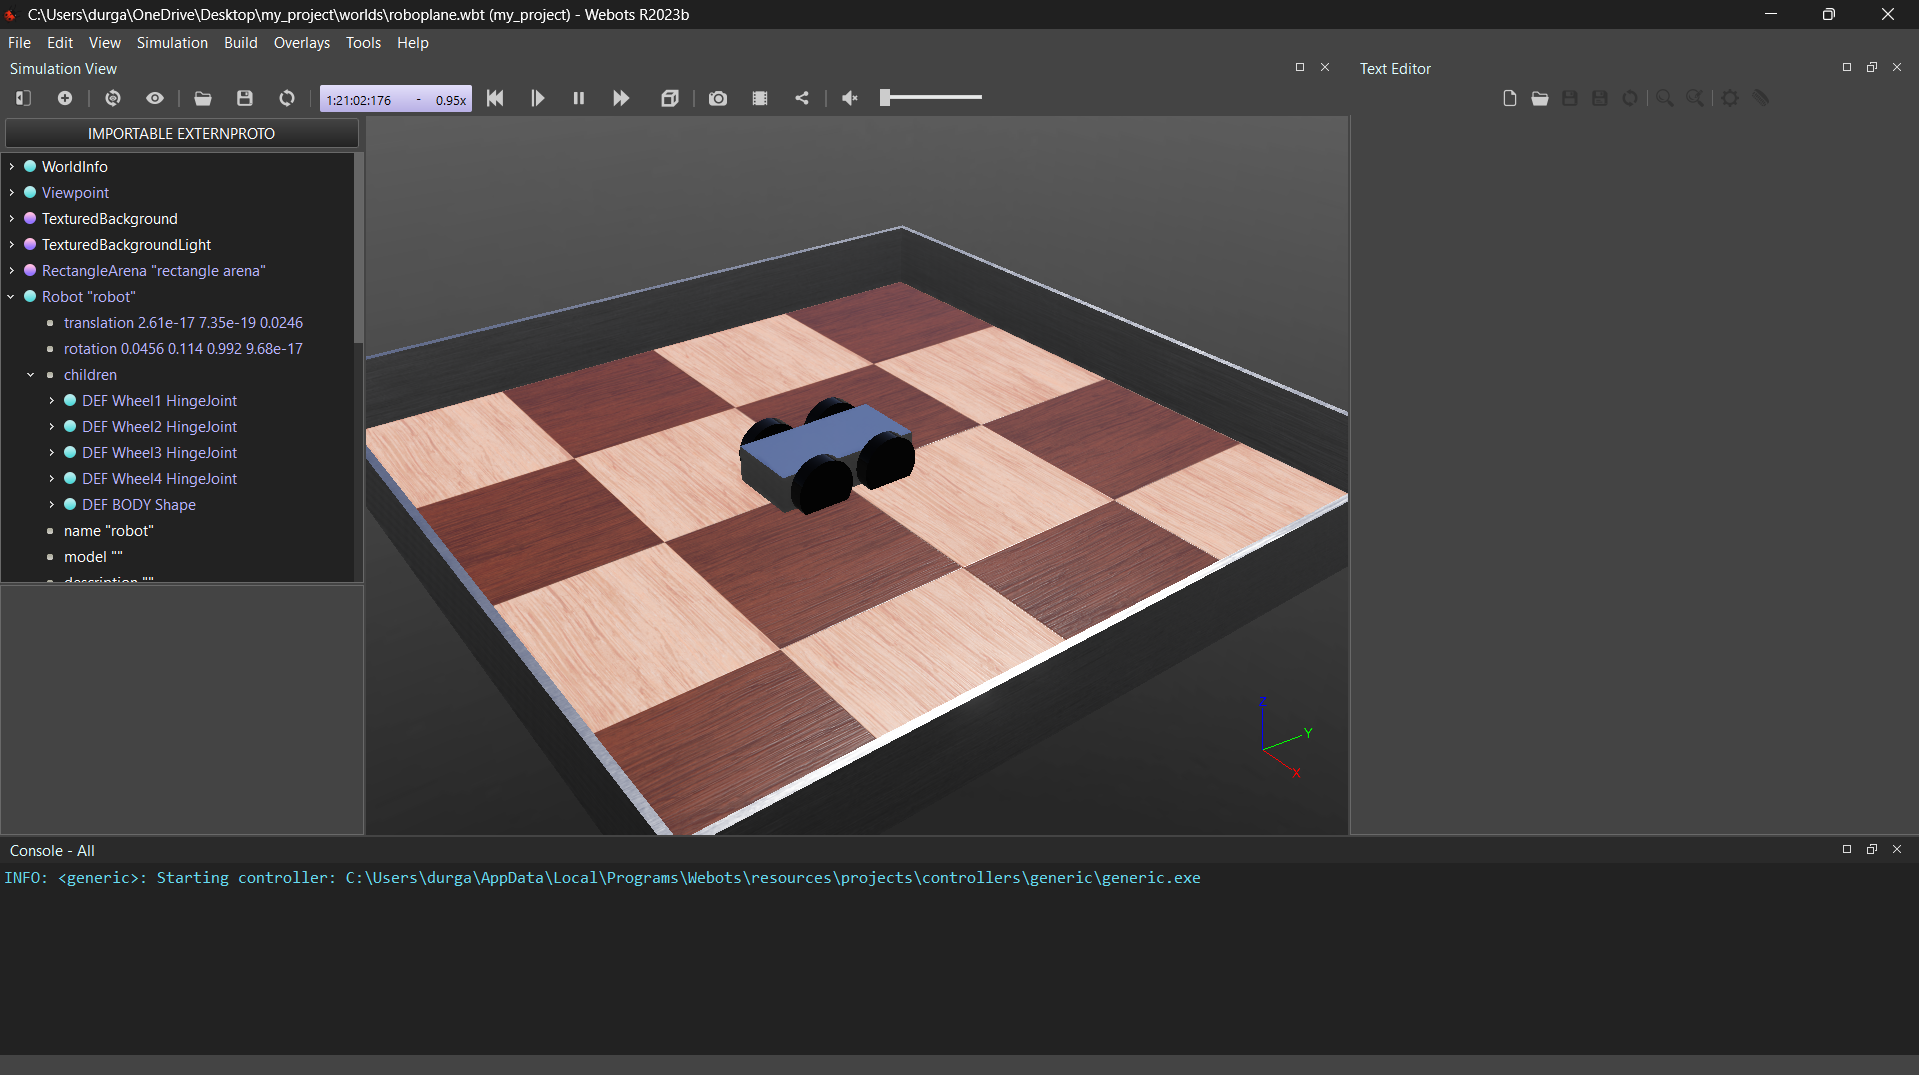 C:\Users\durga\OneDrive\Desktop\my_project\worlds\roboplane.wbt (my_project) - Webots R2023b
File Edit View Simulation Build Overlays Tools Help
Simulation View
Text Editor
1:21:02:176 - 0.95x
IMPORTABLE EXTERNPROTO
WorldInfo
Viewpoint
TexturedBackground
TexturedBackgroundLight
RectangleArena "rectangle arena"
Robot "robot"
translation 2.61e-17 7.35e-19 0.0246
rotation 0.0456 0.114 0.992 9.68e-17
children
DEF Wheel1 HingeJoint
DEF Wheel2 HingeJoint
DEF Wheel3 HingeJoint
DEF Wheel4 HingeJoint
DEF BODY Shape
name "robot"
model ""
description ""
Z
Y
X
Console - All
INFO: <generic>: Starting controller: C:\Users\durga\AppData\Local\Programs\Webots\resources\projects\controllers\generic\generic.exe